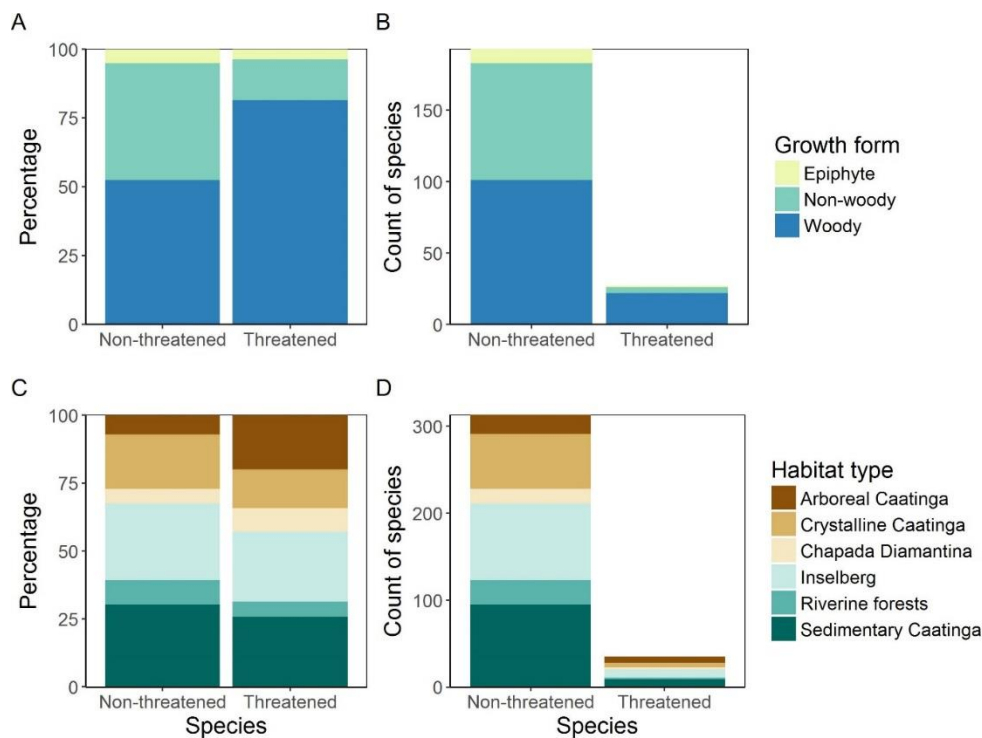 A
Percentage
100
75
50
25
0
Non-threatened Threatened
B
Count of species
150
100
50
0
Non-threatened Threatened
Growth form
Epiphyte
Non-woody
Woody
C
Percentage
100
75
50
25
0
Non-threatened Threatened
Species
D
Count of species
300
200
100
0
Non-threatened Threatened
Species
Habitat type
Arboreal Caatinga
Crystalline Caatinga
Chapada Diamantina
Inselberg
Riverine forests
Sedimentary Caatinga